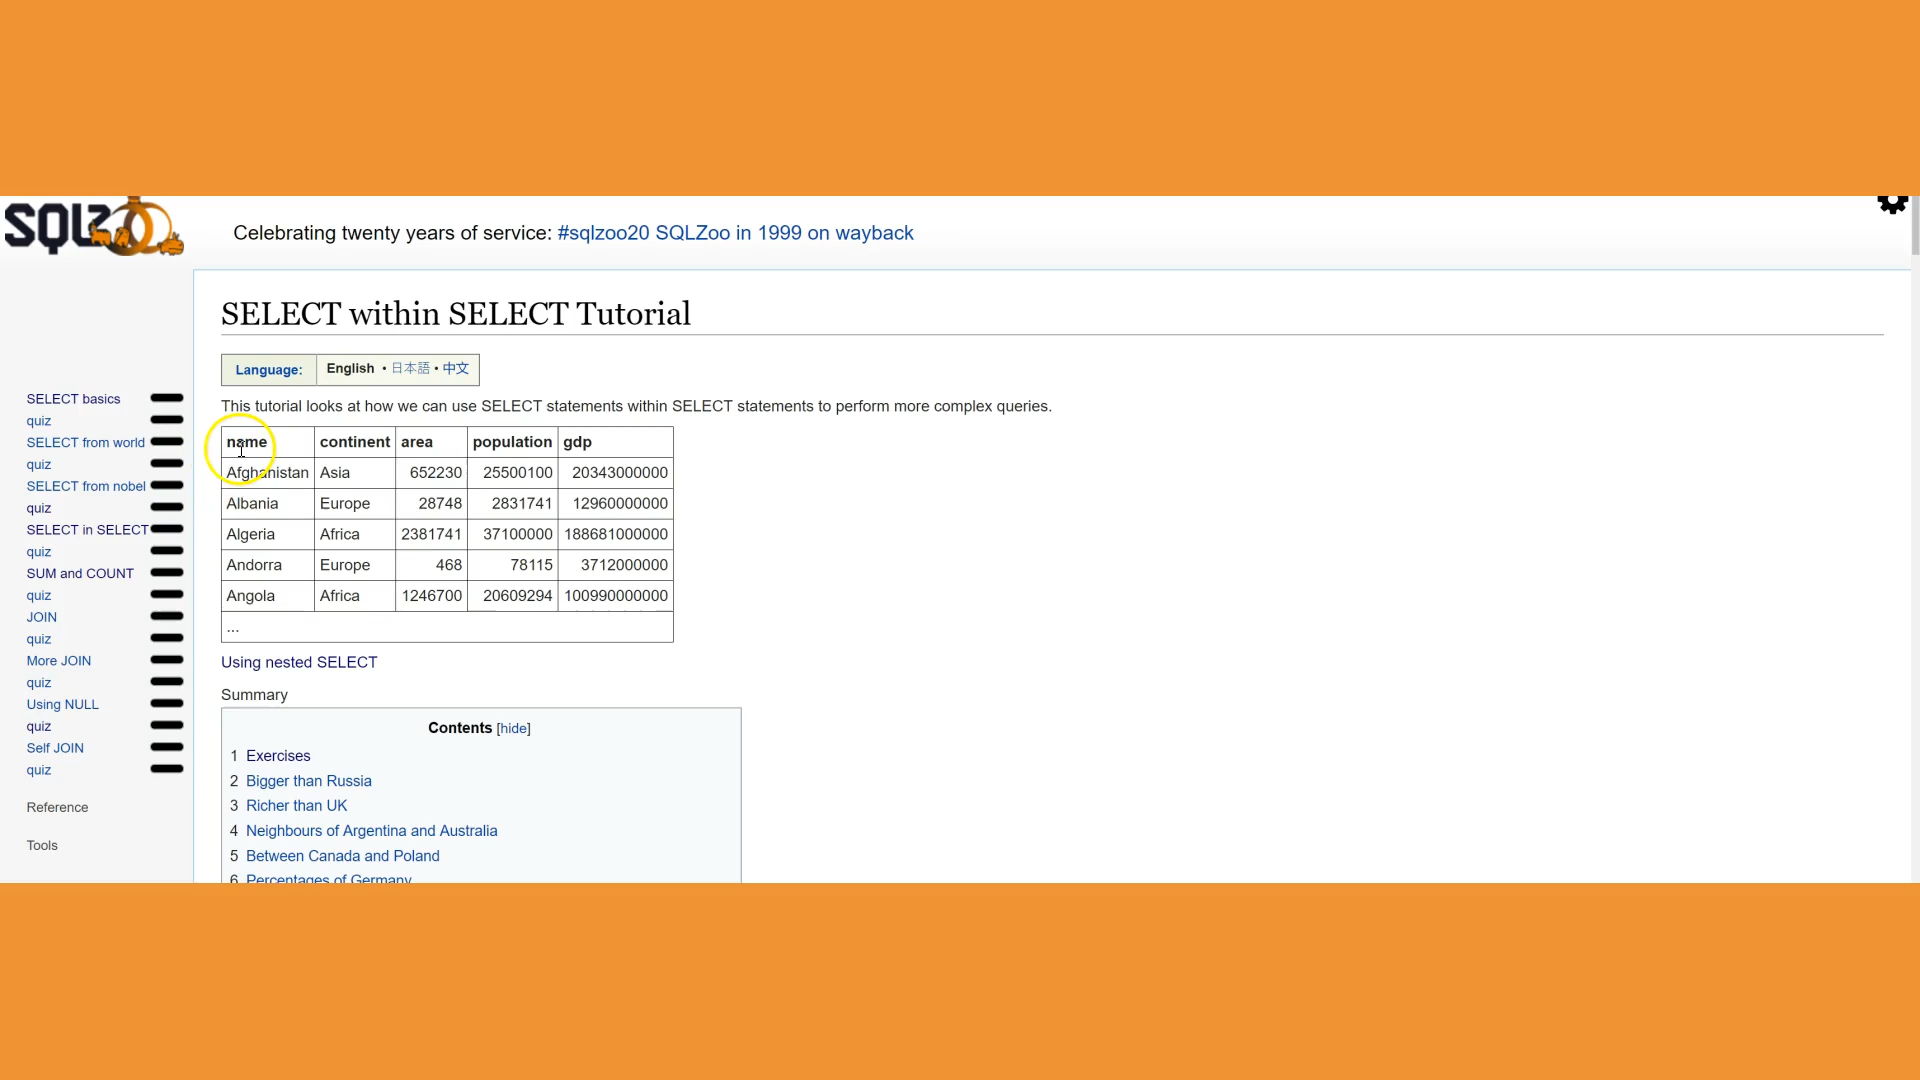 SQLZOO
Celebrating twenty years of service: #sqlzoo20 SQLZoo in 1999 on wayback
SELECT within SELECT Tutorial
Language: English • 日本語 • 中文
This tutorial looks at how we can use SELECT statements within SELECT statements to perform more complex queries.
name continent area population gdp
Afghanistan Asia 652230 25500100 20343000000
Albania Europe 28748 2831741 12960000000
Algeria Africa 2381741 37100000 188681000000
Andorra Europe 468 78115 3712000000
Angola Africa 1246700 20609294 100990000000
...
Using nested SELECT
Summary
Contents [hide]
1 Exercises
2 Bigger than Russia
3 Richer than UK
4 Neighbours of Argentina and Australia
5 Between Canada and Poland
6 Percentages of Germany
SELECT basics
quiz
SELECT from world
quiz
SELECT from nobel
quiz
SELECT in SELECT
quiz
SUM and COUNT
quiz
JOIN
quiz
More JOIN
quiz
Using NULL
quiz
Self JOIN
quiz
Reference
Tools